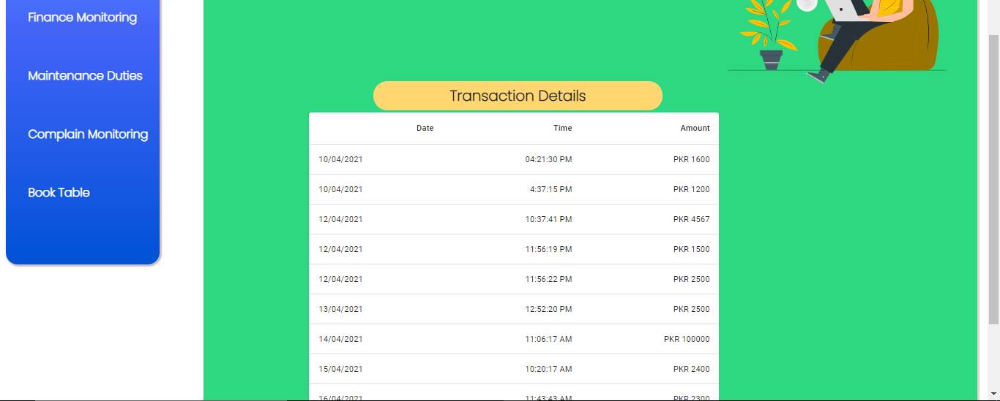 Finance Monitoring
Maintenance Duties
Complain Monitoring
Book Table
Transaction Details
Date Time Amount
10/04/2021 04:21:30 PM PKR 1600
10/04/2021 4:37:15 PM PKR 1200
12/04/2021 10:37:41 PM PKR 4567
12/04/2021 11:56:19 PM PKR 1500
12/04/2021 11:56:22 PM PKR 2500
13/04/2021 12:52:20 PM PKR 2500
14/04/2021 11:06:17 AM PKR 100000
15/04/2021 10:20:17 AM PKR 2400
16/04/2021 11:43:43 AM PKR 2300